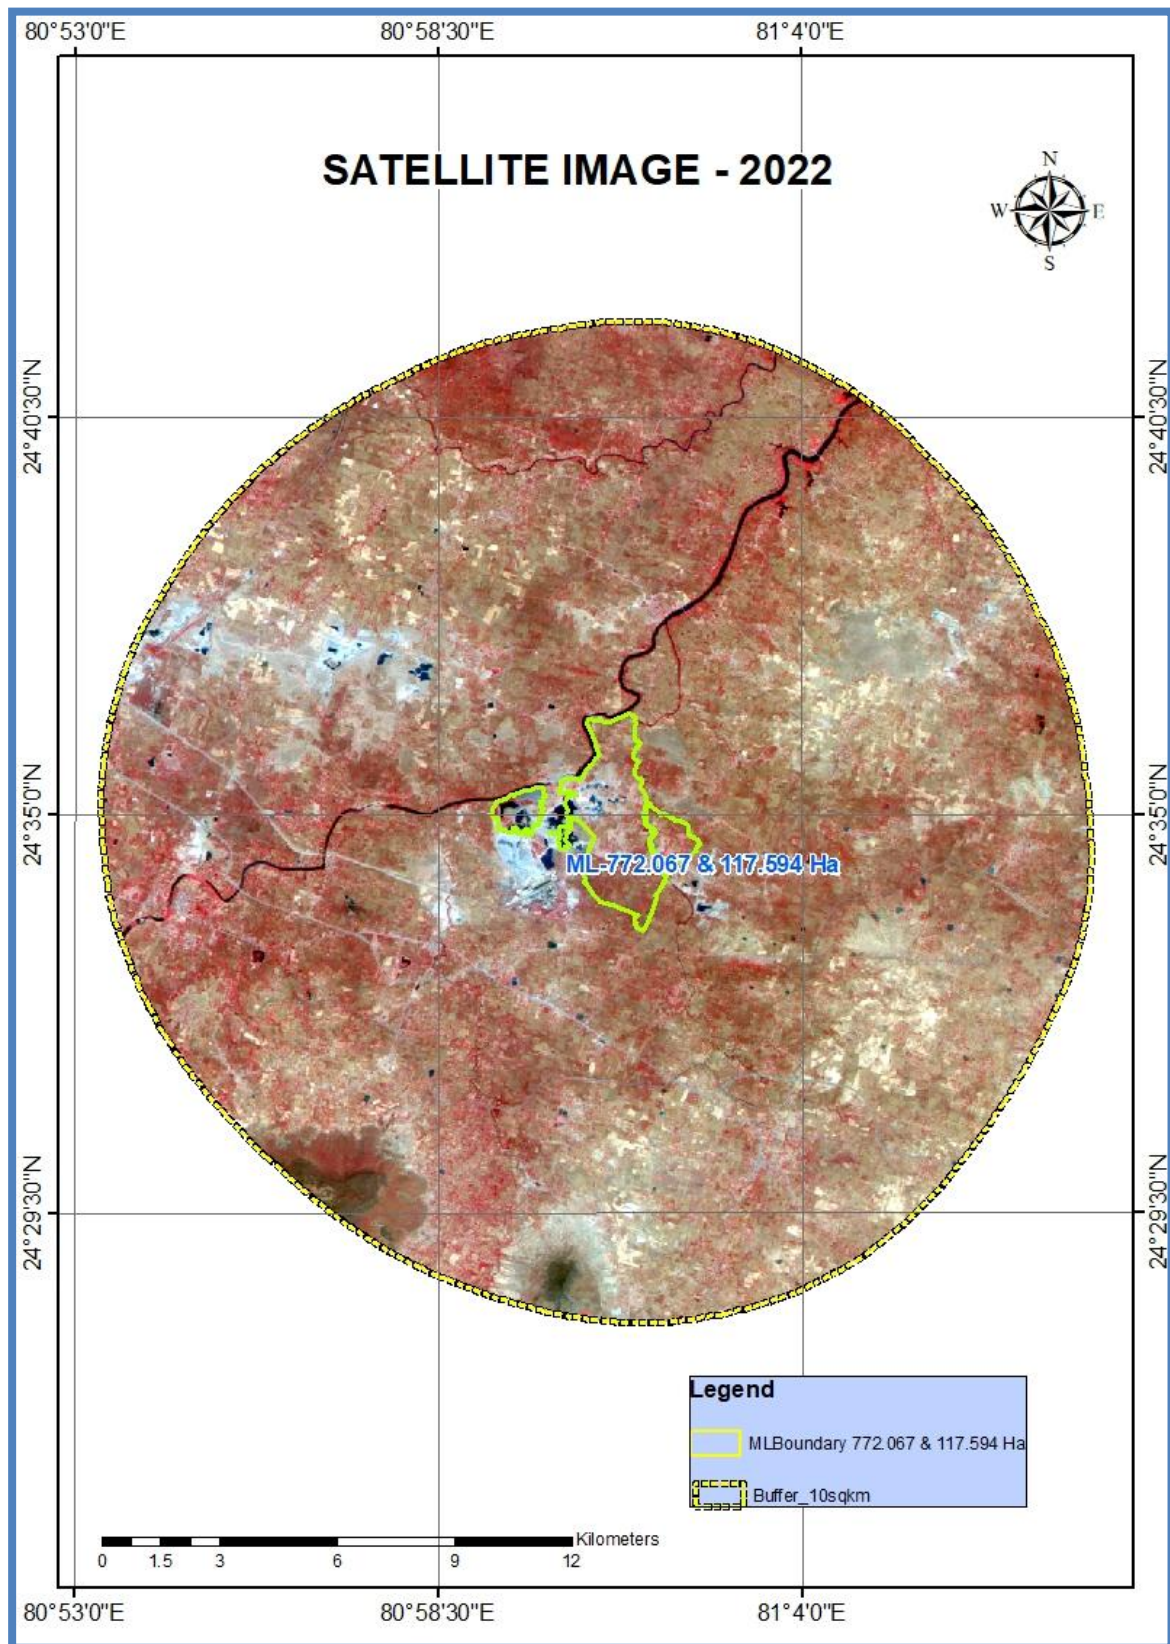 80°53'0"E 80°58'30"E 81°4'0"E
SATELLITE IMAGE - 2022
N
W E
S
24°40'30"N 24°40'30"N
24°35'0"N 24°35'0"N
ML-772.067 & 117.594 Ha
24°29'30"N 24°29'30"N
Legend
MLBoundary 772.067 & 117.594 Ha
Buffer_10sqkm
Kilometers
0 1.5 3 6 9 12
80°53'0"E 80°58'30"E 81°4'0"E